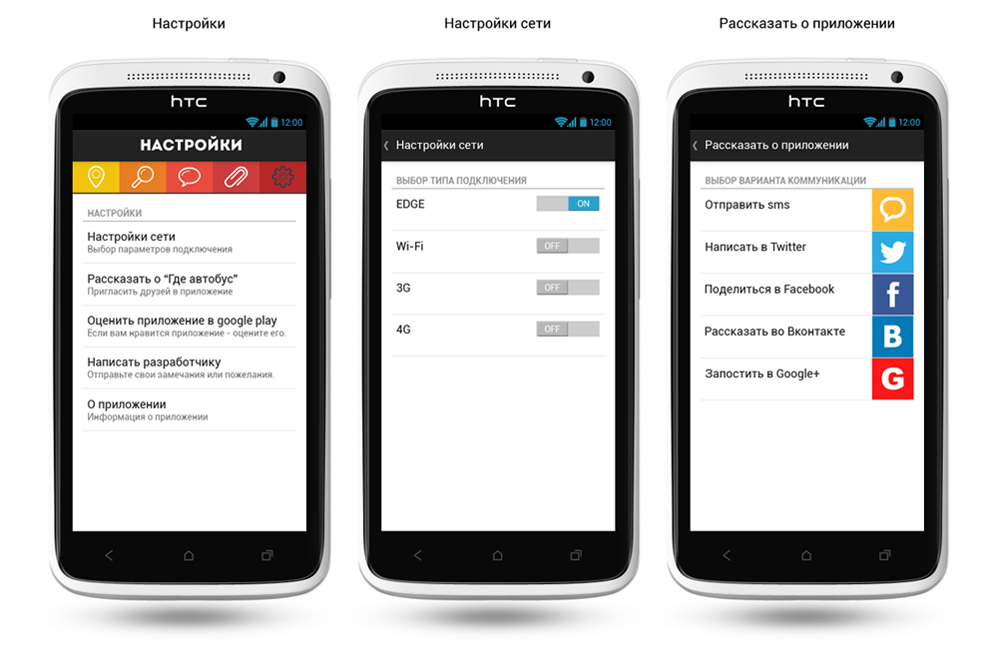 Настройки
Настройки сети
Рассказать о приложении
hTC
12:00
НАСТРОЙКИ
НАСТРОЙКИ
Настройки сети
Выбор параметров подключения
Рассказать о “Где автобус”
Пригласить друзей в приложение
Оценить приложение в google play
Если вам нравится приложение - оцените его.
Написать разработчику
Отправьте свои замечания или пожелания.
О приложении
Информация о приложении
hTC
12:00
Настройки сети
ВЫБОР ТИПА ПОДКЛЮЧЕНИЯ
EDGE ON
Wi-Fi OFF
3G OFF
4G OFF
hTC
12:00
Рассказать о приложении
ВЫБОР ВАРИАНТА КОММУНИКАЦИИ
Отправить sms
Написать в Twitter
Поделиться в Facebook f
Рассказать во Вконтакте B
Запостить в Google+ G